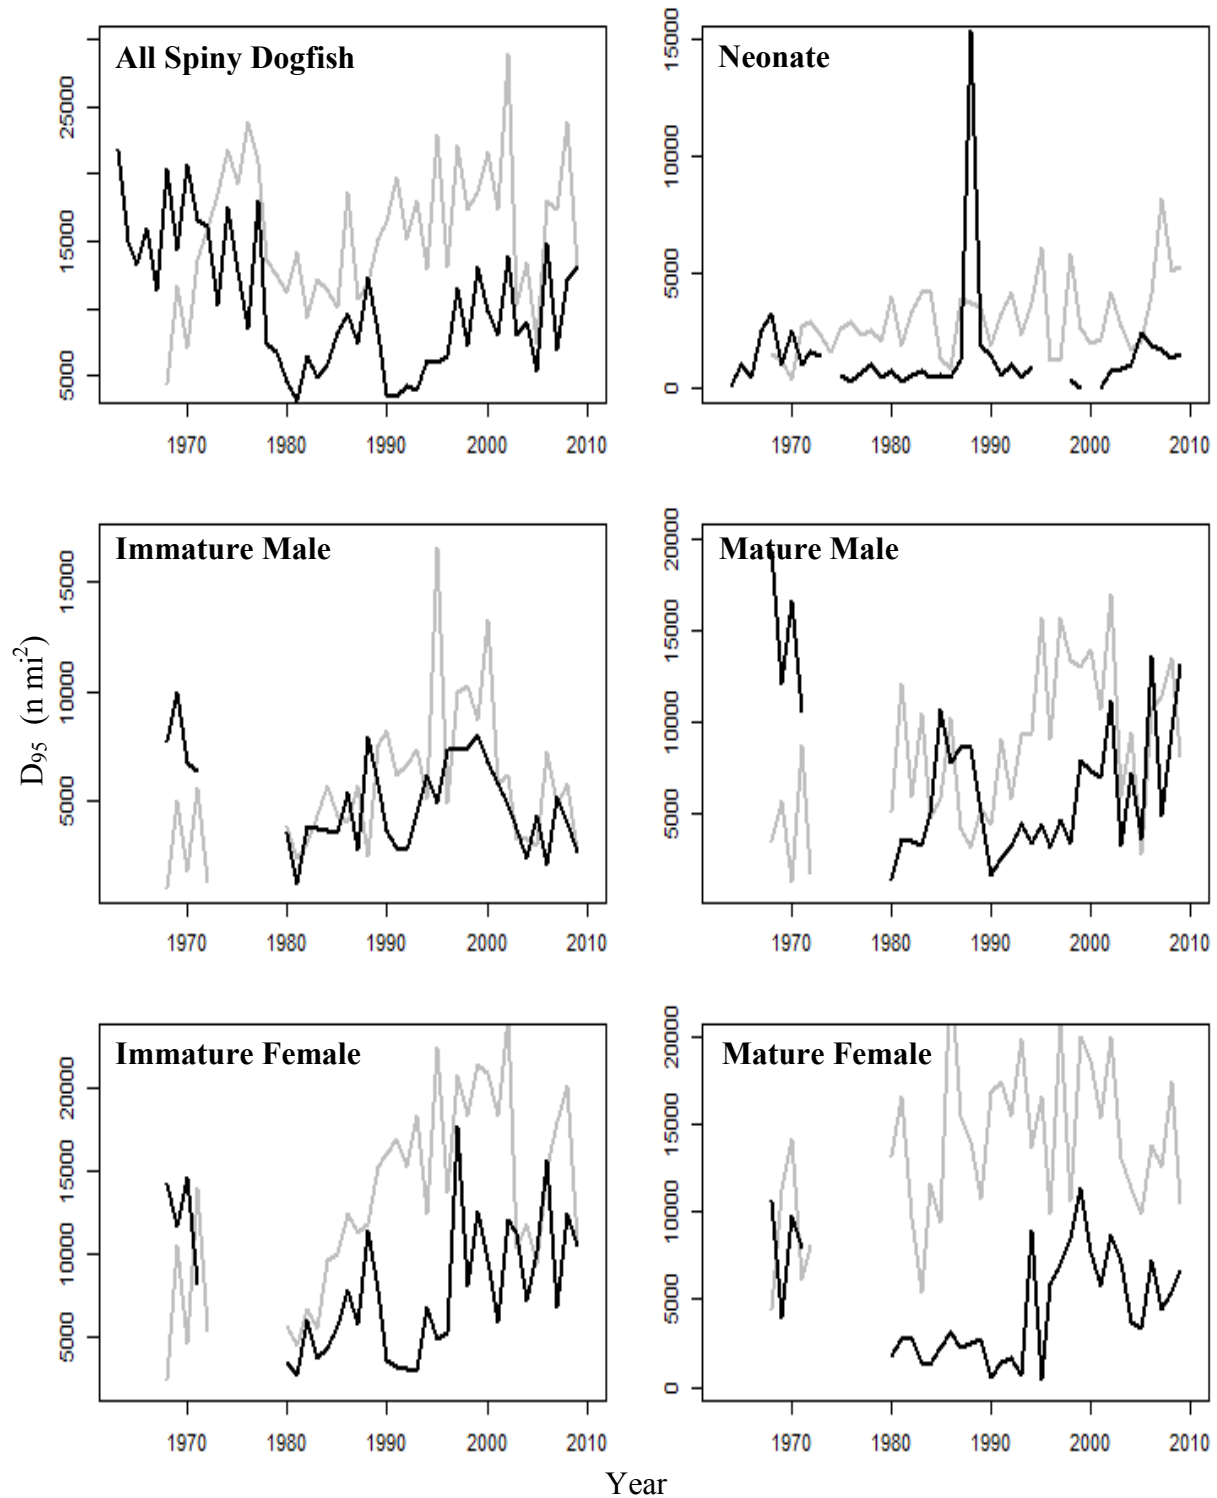 All Spiny Dogfish
5000 15000 25000
1970 1980 1990 2000 2010
Neonate
0 5000 10000 15000
1970 1980 1990 2000 2010
Immature Male
5000 10000 15000
1970 1980 1990 2000 2010
Mature Male
5000 10000 15000 20000
1970 1980 1990 2000 2010
D95 (n mi2)
Immature Female
5000 10000 15000 20000
1970 1980 1990 2000 2010
Mature Female
0 5000 10000 15000 20000
1970 1980 1990 2000 2010
Year